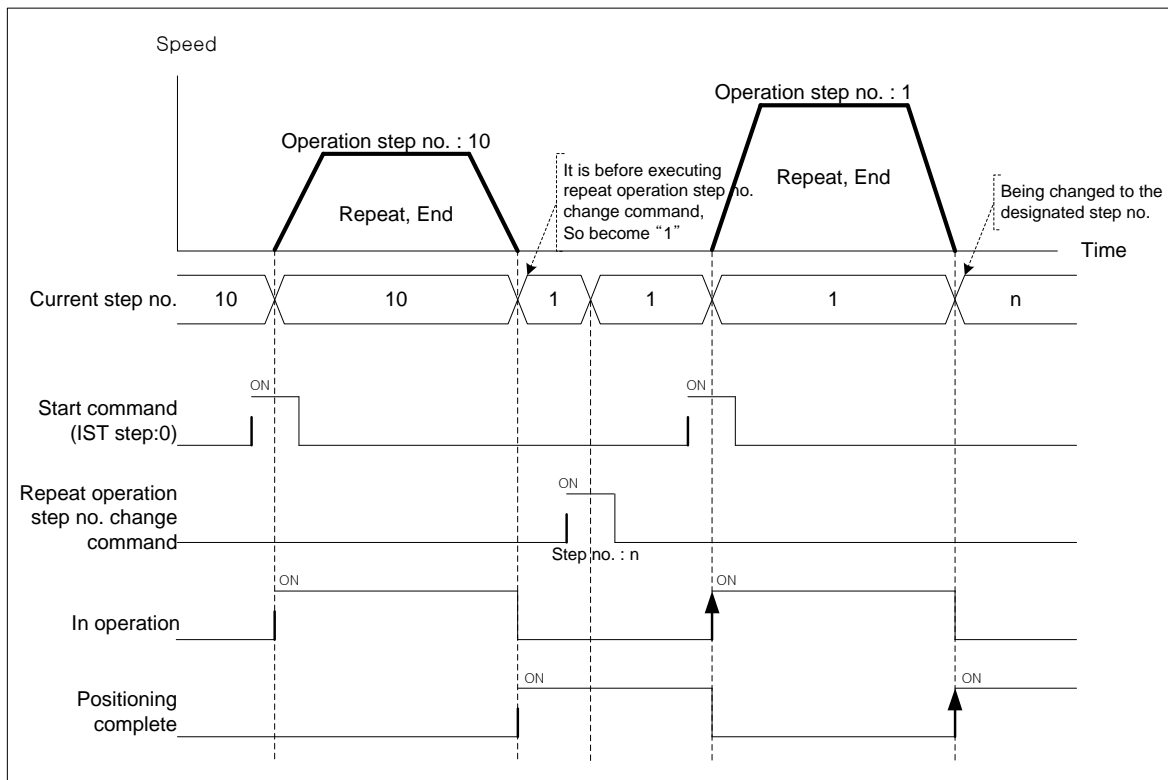 Speed
Operation step no. : 1
Operation step no. : 10
It is before executing
repeat operation step no.
change command,
So become “1”
Repeat, End
Repeat, End
Being changed to the
designated step no.
Time
Current step no.
10
10
1
1
1
n
Start command
(IST step:0)
ON
ON
Repeat operation
step no. change
command
ON
Step no. : n
In operation
ON
ON
Positioning
complete
ON
ON